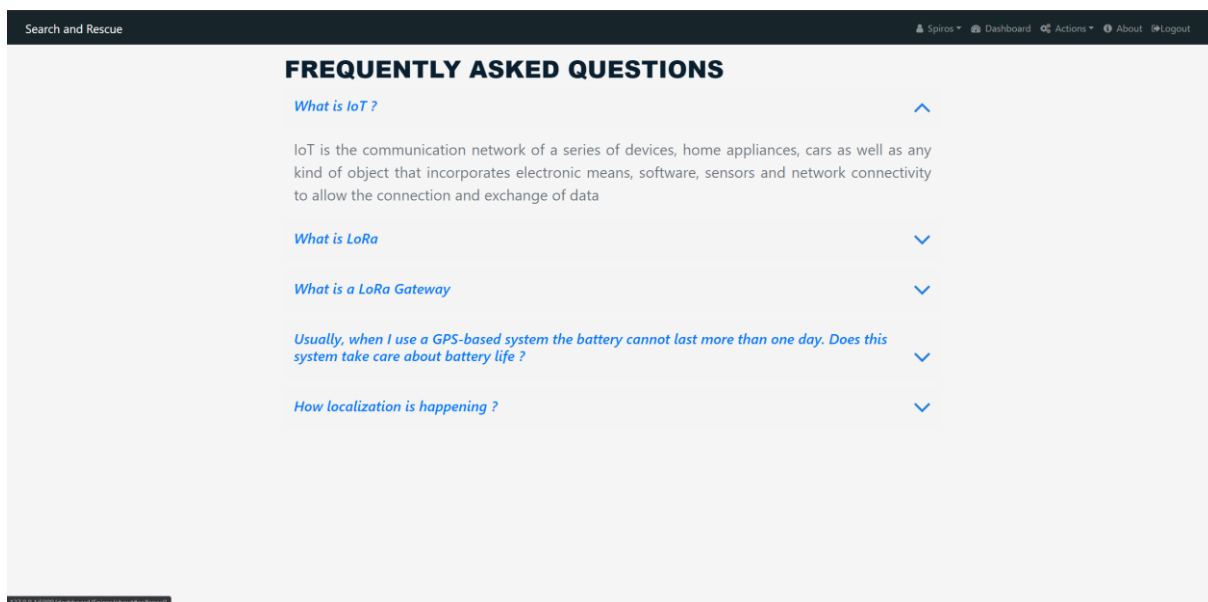 Search and Rescue
Spiros Dashboard Actions About Logout
FREQUENTLY ASKED QUESTIONS
What is IoT ?
IoT is the communication network of a series of devices, home appliances, cars as well as any
kind of object that incorporates electronic means, software, sensors and network connectivity
to allow the connection and exchange of data
What is LoRa
What is a LoRa Gateway
Usually, when I use a GPS-based system the battery cannot last more than one day. Does this
system take care about battery life ?
How localization is happening ?